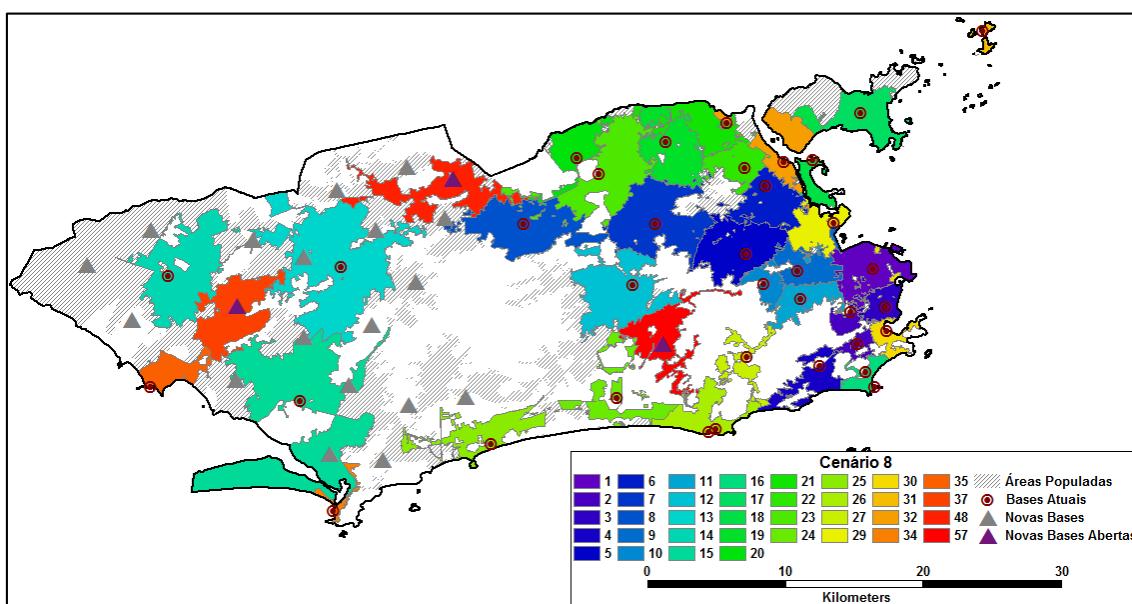 Cenário 8
1 6 11 16 21 25 30 35 Áreas Populadas
2 7 12 17 22 26 31 37 Bases Atuais
3 8 13 18 23 27 32 48 Novas Bases
4 9 14 19 24 29 34 57 Novas Bases Abertas
5 10 15 20
0 10 20 30
Kilometers